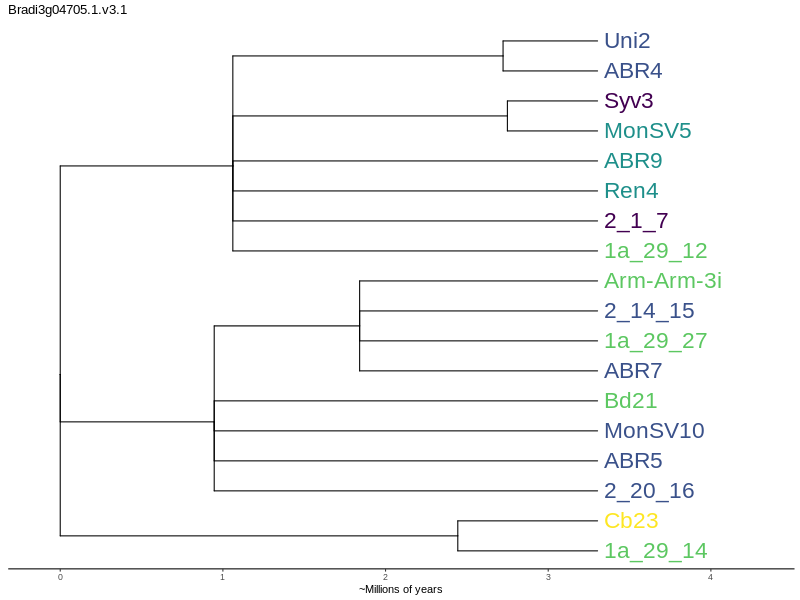 Bradi3g04705.1.v3.1
Uni2
ABR4
Syv3
MonSV5
ABR9
Ren4
2_1_7
1a_29_12
Arm-Arm-3i
2_14_15
1a_29_27
ABR7
Bd21
MonSV10
ABR5
2_20_16
Cb23
1a_29_14
0 1 2 3 4
~Millions of years